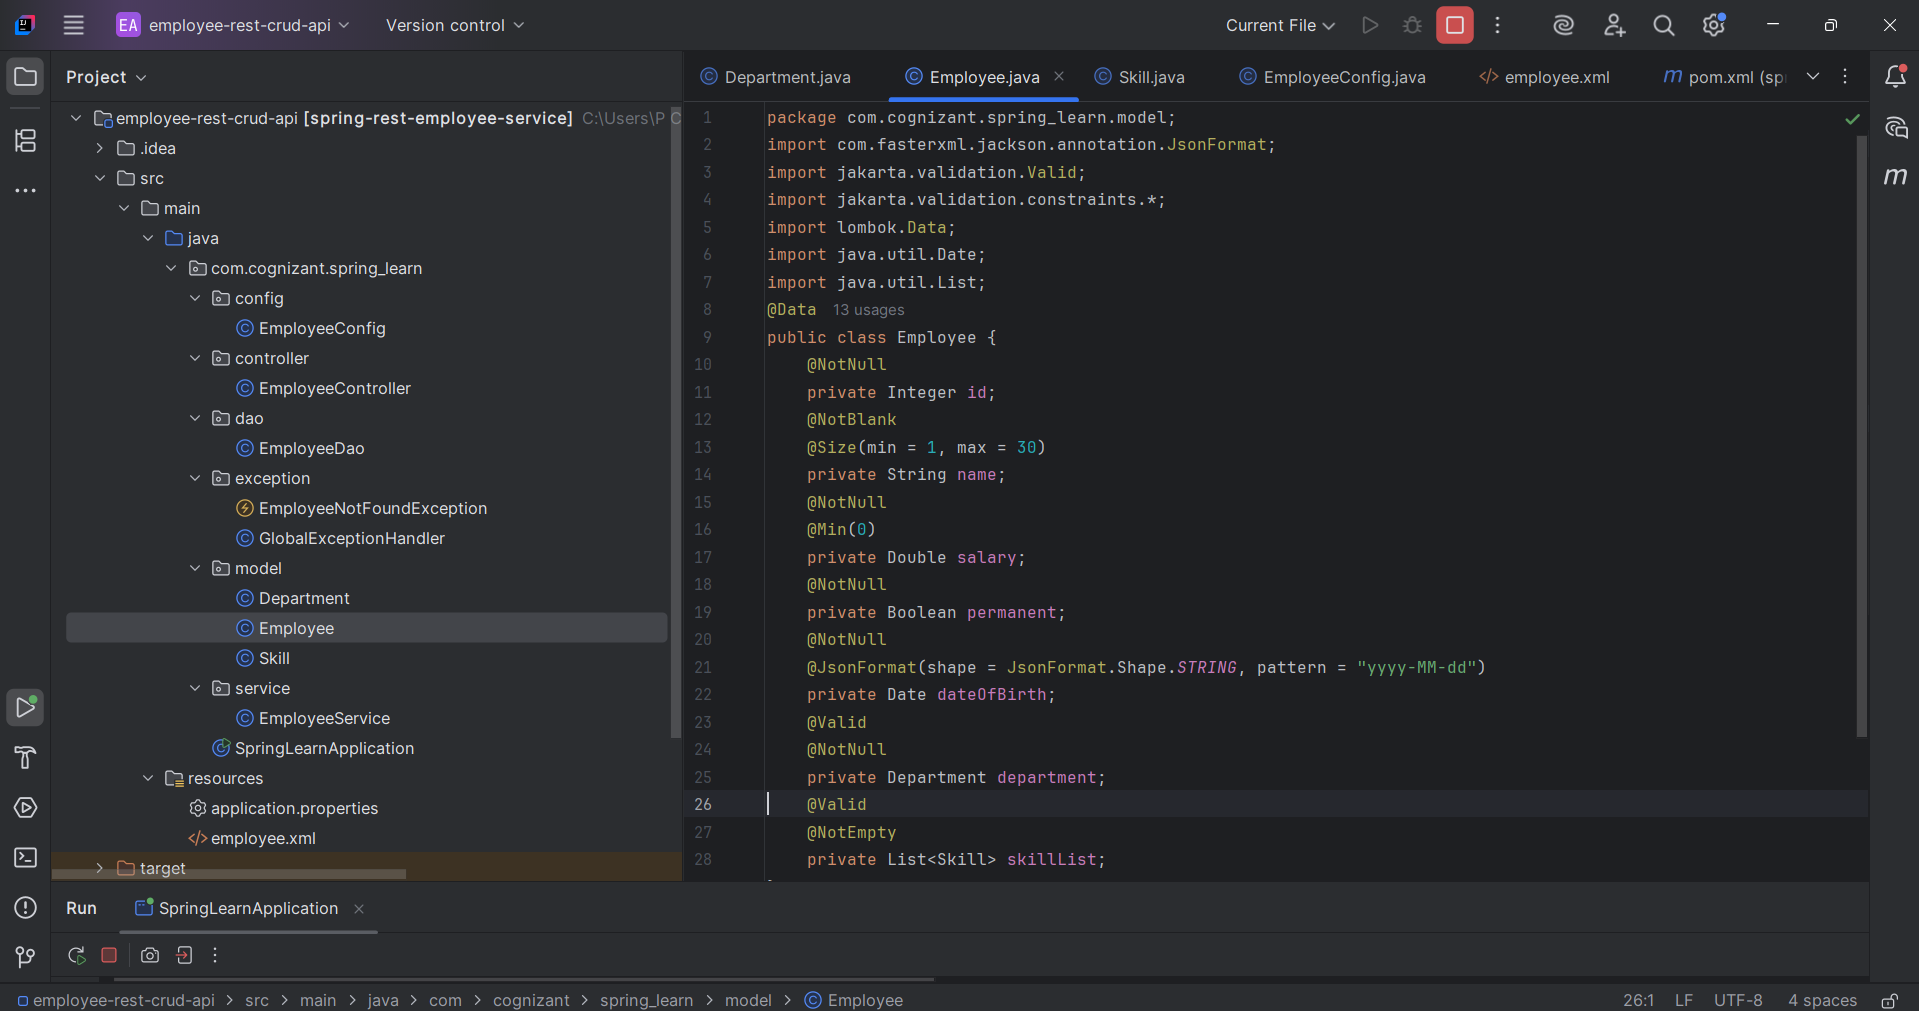 EA employee-rest-crud-api Version control Current File
Project
employee-rest-crud-api [spring-rest-employee-service] C:\Users\P C
.idea
src
main
java
com.cognizant.spring_learn
config
EmployeeConfig
controller
EmployeeController
dao
EmployeeDao
exception
EmployeeNotFoundException
GlobalExceptionHandler
model
Department
Employee
Skill
service
EmployeeService
SpringLearnApplication
resources
application.properties
employee.xml
target
Department.java Employee.java Skill.java EmployeeConfig.java employee.xml m pom.xml (sp
1 package com.cognizant.spring_learn.model;
2 import com.fasterxml.jackson.annotation.JsonFormat;
3 import jakarta.validation.Valid;
4 import jakarta.validation.constraints.*;
5 import lombok.Data;
6 import java.util.Date;
7 import java.util.List;
8 @Data 13 usages
9 public class Employee {
10 @NotNull
11 private Integer id;
12 @NotBlank
13 @Size(min = 1, max = 30)
14 private String name;
15 @NotNull
16 @Min(0)
17 private Double salary;
18 @NotNull
19 private Boolean permanent;
20 @NotNull
21 @JsonFormat(shape = JsonFormat.Shape.STRING, pattern = "yyyy-MM-dd")
22 private Date dateOfBirth;
23 @Valid
24 @NotNull
25 private Department department;
26 @Valid
27 @NotEmpty
28 private List<Skill> skillList;
m
Run SpringLearnApplication
employee-rest-crud-api > src > main > java > com > cognizant > spring_learn > model > Employee 26:1 LF UTF-8 4 spaces